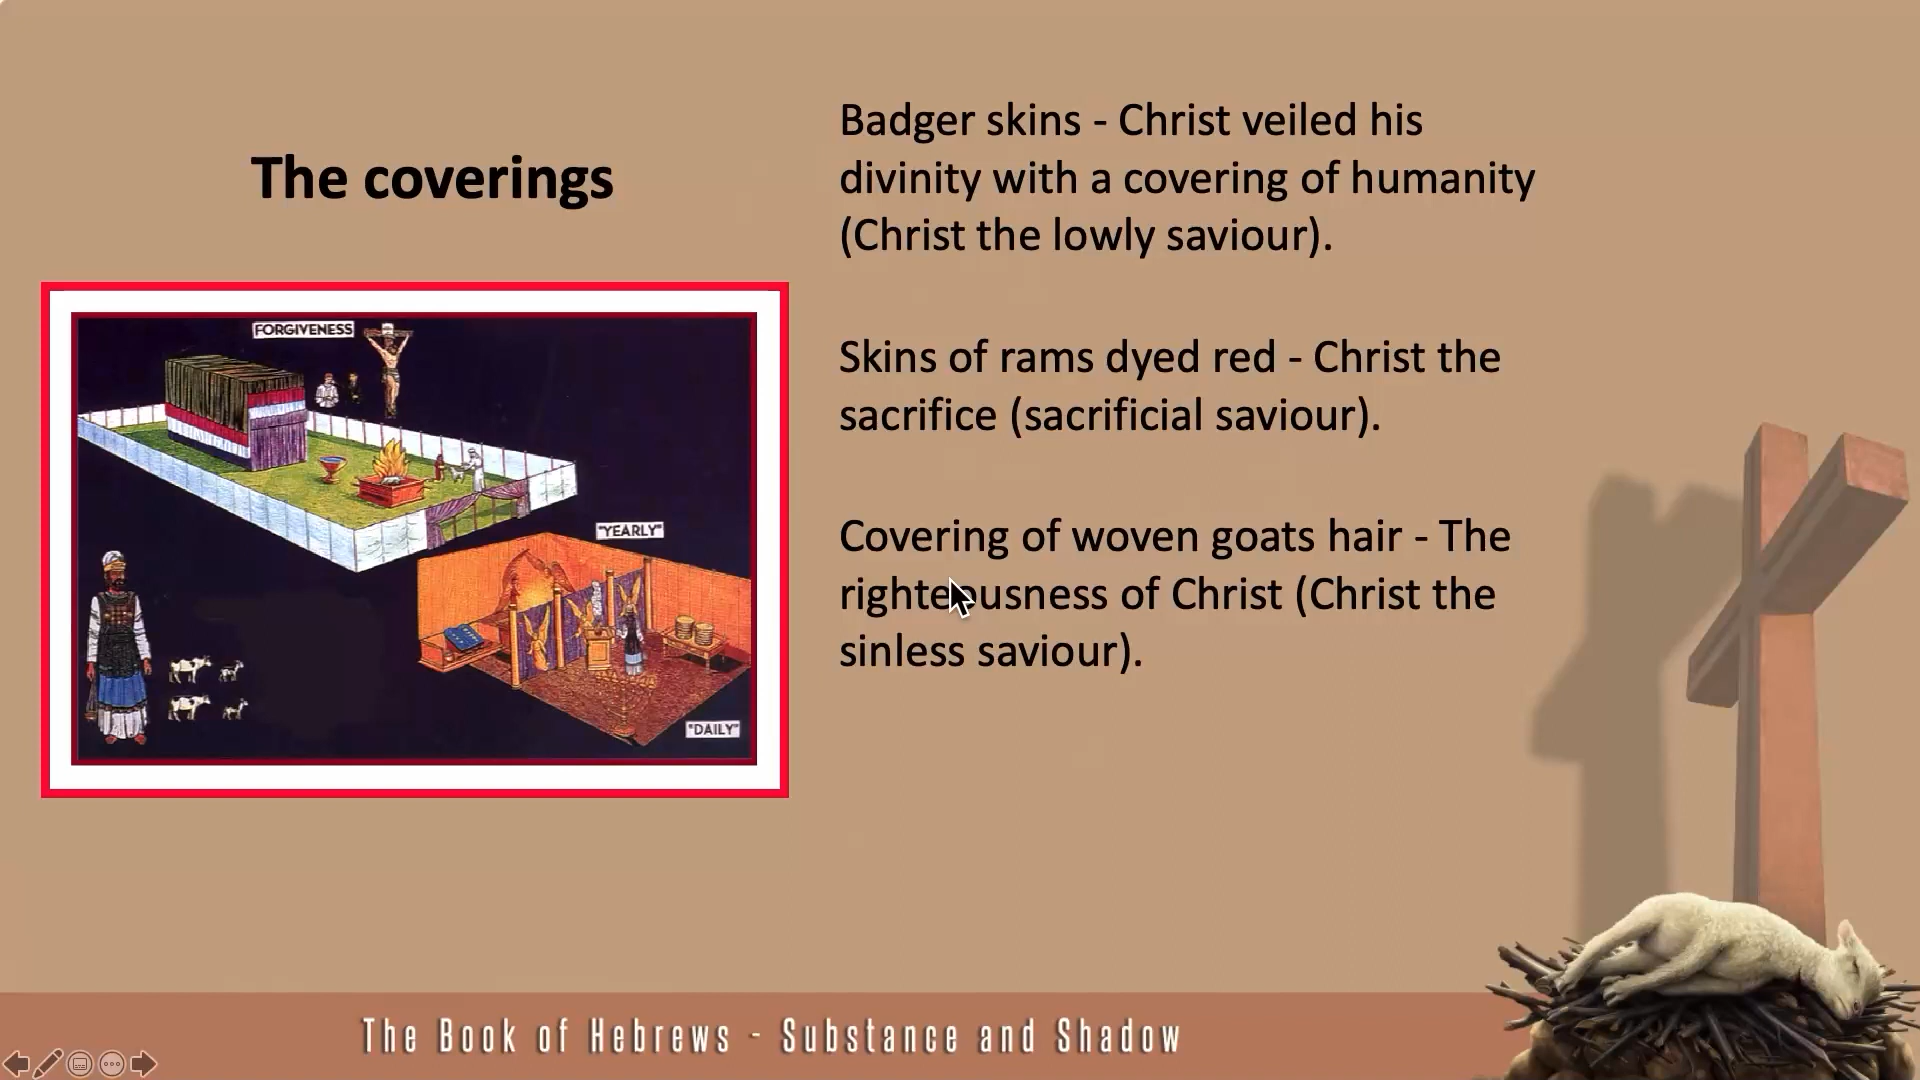 The coverings
FORGIVENESS
"YEARLY"
"DAILY"
Badger skins - Christ veiled his
divinity with a covering of humanity
(Christ the lowly saviour).
Skins of rams dyed red - Christ the
sacrifice (sacrificial saviour).
Covering of woven goats hair - The
righteousness of Christ (Christ the
sinless saviour).
The Book of Hebrews - Substance and Shadow